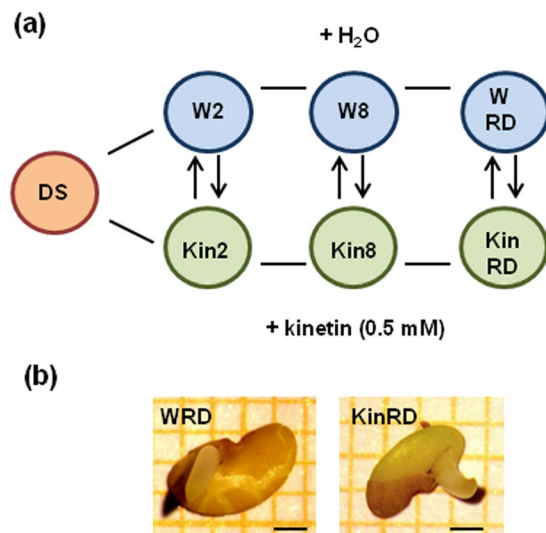 (a)
+ H₂O
W2
W8
W
RD
DS
Kin2
Kin8
Kin
RD
+ kinetin (0.5 mM)
(b)
WRD
KinRD